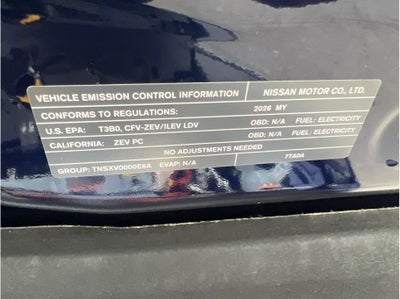 VEHICLE EMISSION CONTROL INFORMATION NISSAN MOTOR CO., LTD.
CONFORMS TO REGULATIONS: 2026 MY
U.S. EPA: T3B0, CFV-ZEV/ILEV LDV OBD: N/A FUEL: ELECTRICITY
CALIFORNIA: ZEV PC OBD: N/A FUEL: ELECTRICITY
NO ADJUSTMENTS NEEDED
GROUP: TNSXV0000E6A EVAP: N/A 7TA0A